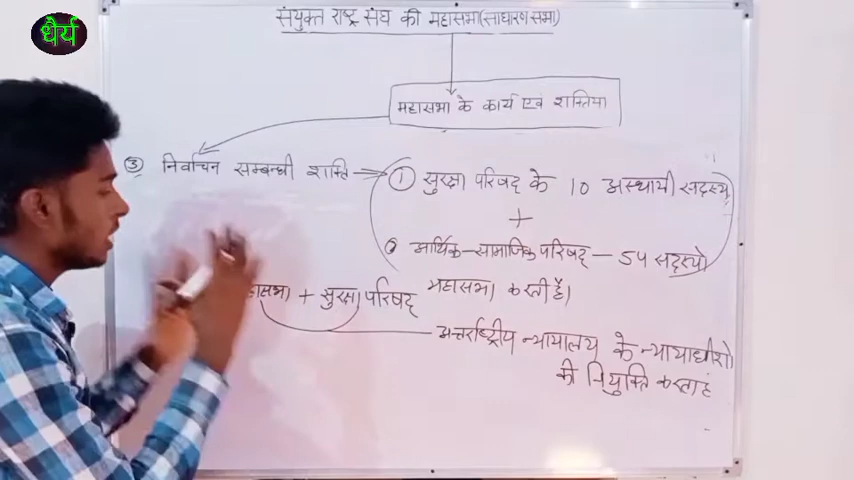 धैर्य
संयुक्त राष्ट्र संघ की महासभा(साधारण सभा)
महासभा के कार्य एवं शक्तियां
③ निर्वाचन सम्बन्धी शक्ति → ① सुरक्षा परिषद के 10 अस्थायी सदस्य
+
आर्थिक-सामाजिक परिषद् - 54 सदस्यो
महासभा करती है।
हासभा + सुरक्षा परिषद्
अन्तर्राष्ट्रीय न्यायालय के न्यायाधीशो
की नियुक्ति करता है